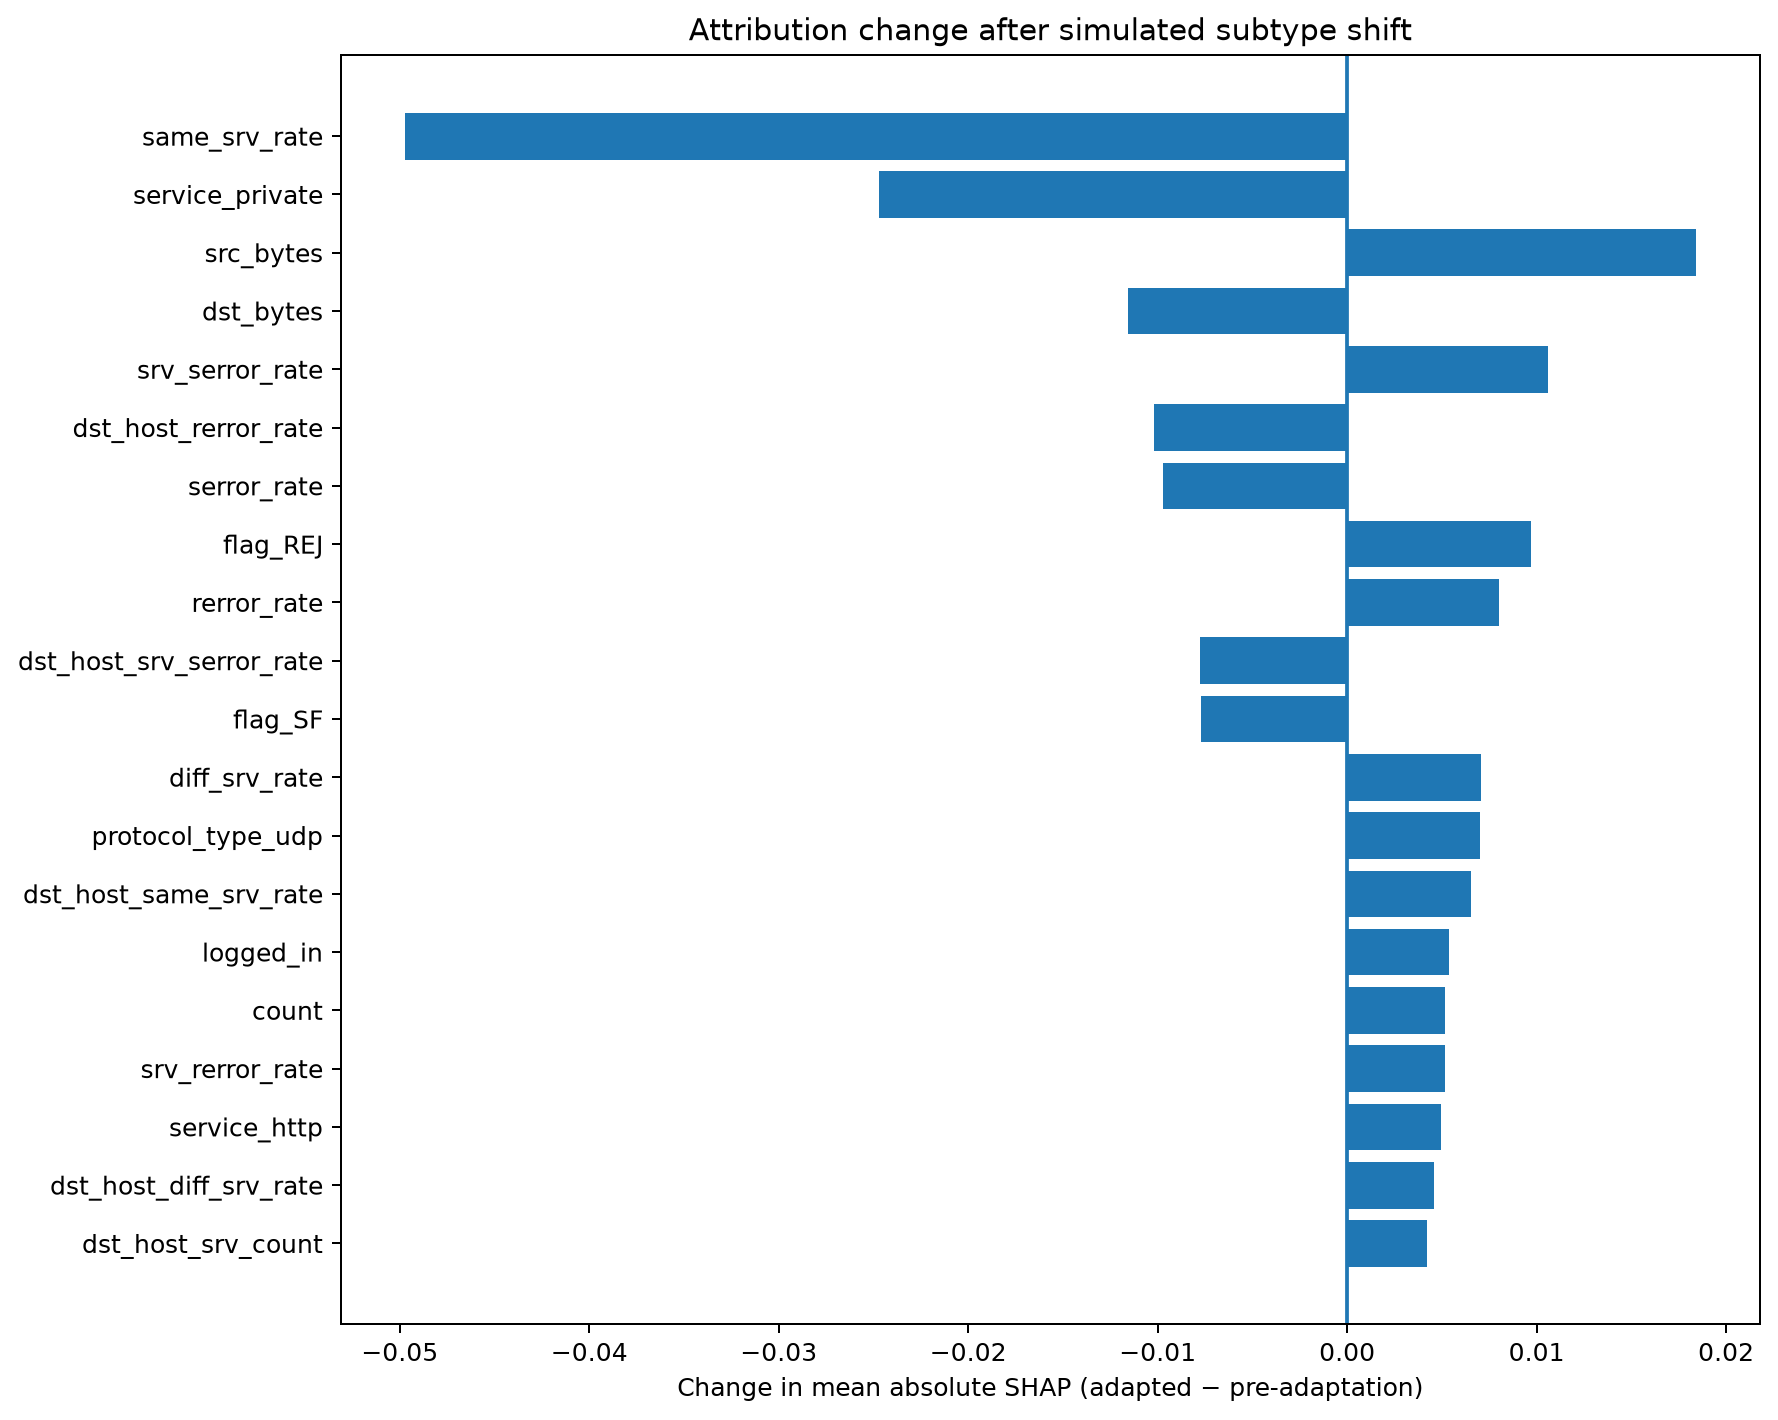 Attribution change after simulated subtype shift
same_srv_rate
service_private
src_bytes
dst_bytes
srv_serror_rate
dst_host_rerror_rate
serror_rate
flag_REJ
rerror_rate
dst_host_srv_serror_rate
flag_SF
diff_srv_rate
protocol_type_udp
dst_host_same_srv_rate
logged_in
count
srv_rerror_rate
service_http
dst_host_diff_srv_rate
dst_host_srv_count
−0.05 −0.04 −0.03 −0.02 −0.01 0.00 0.01 0.02
Change in mean absolute SHAP (adapted − pre-adaptation)